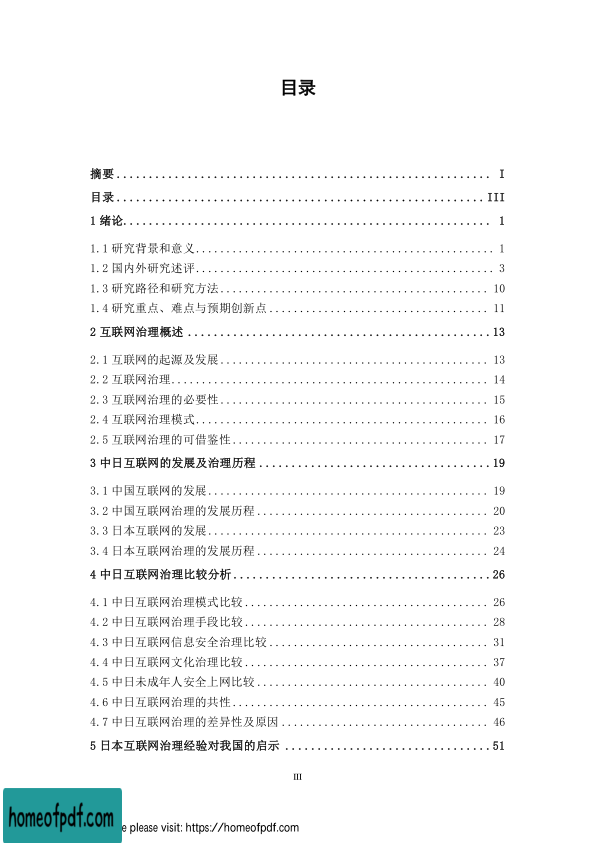 目录
摘要........................................................ I
目录........................................................III
1 绪论........................................................ 1
1.1 研究背景和意义............................................ 1
1.2 国内外研究述评............................................ 3
1.3 研究路径和研究方法........................................ 10
1.4 研究重点、难点与预期创新点................................ 11
2 互联网治理概述 ..............................................13
2.1 互联网的起源及发展........................................ 13
2.2 互联网治理................................................ 14
2.3 互联网治理的必要性........................................ 15
2.4 互联网治理模式............................................ 16
2.5 互联网治理的可借鉴性...................................... 17
3 中日互联网的发展及治理历程 ..................................19
3.1 中国互联网的发展.......................................... 19
3.2 中国互联网治理的发展历程.................................. 20
3.3 日本互联网的发展.......................................... 23
3.4 日本互联网治理的发展历程.................................. 24
4 中日互联网治理比较分析.......................................26
4.1 中日互联网治理模式比较.................................... 26
4.2 中日互联网治理手段比较.................................... 28
4.3 中日互联网信息安全治理比较................................ 31
4.4 中日互联网文化治理比较.................................... 37
4.5 中日未成年人安全上网比较.................................. 40
4.6 中日互联网治理的共性...................................... 45
4.7 中日互联网治理的差异性及原因 ............................. 46
5 日本互联网治理经验对我国的启示 ..............................51
III
homeofpdf.com
e please visit: https://homeofpdf.com